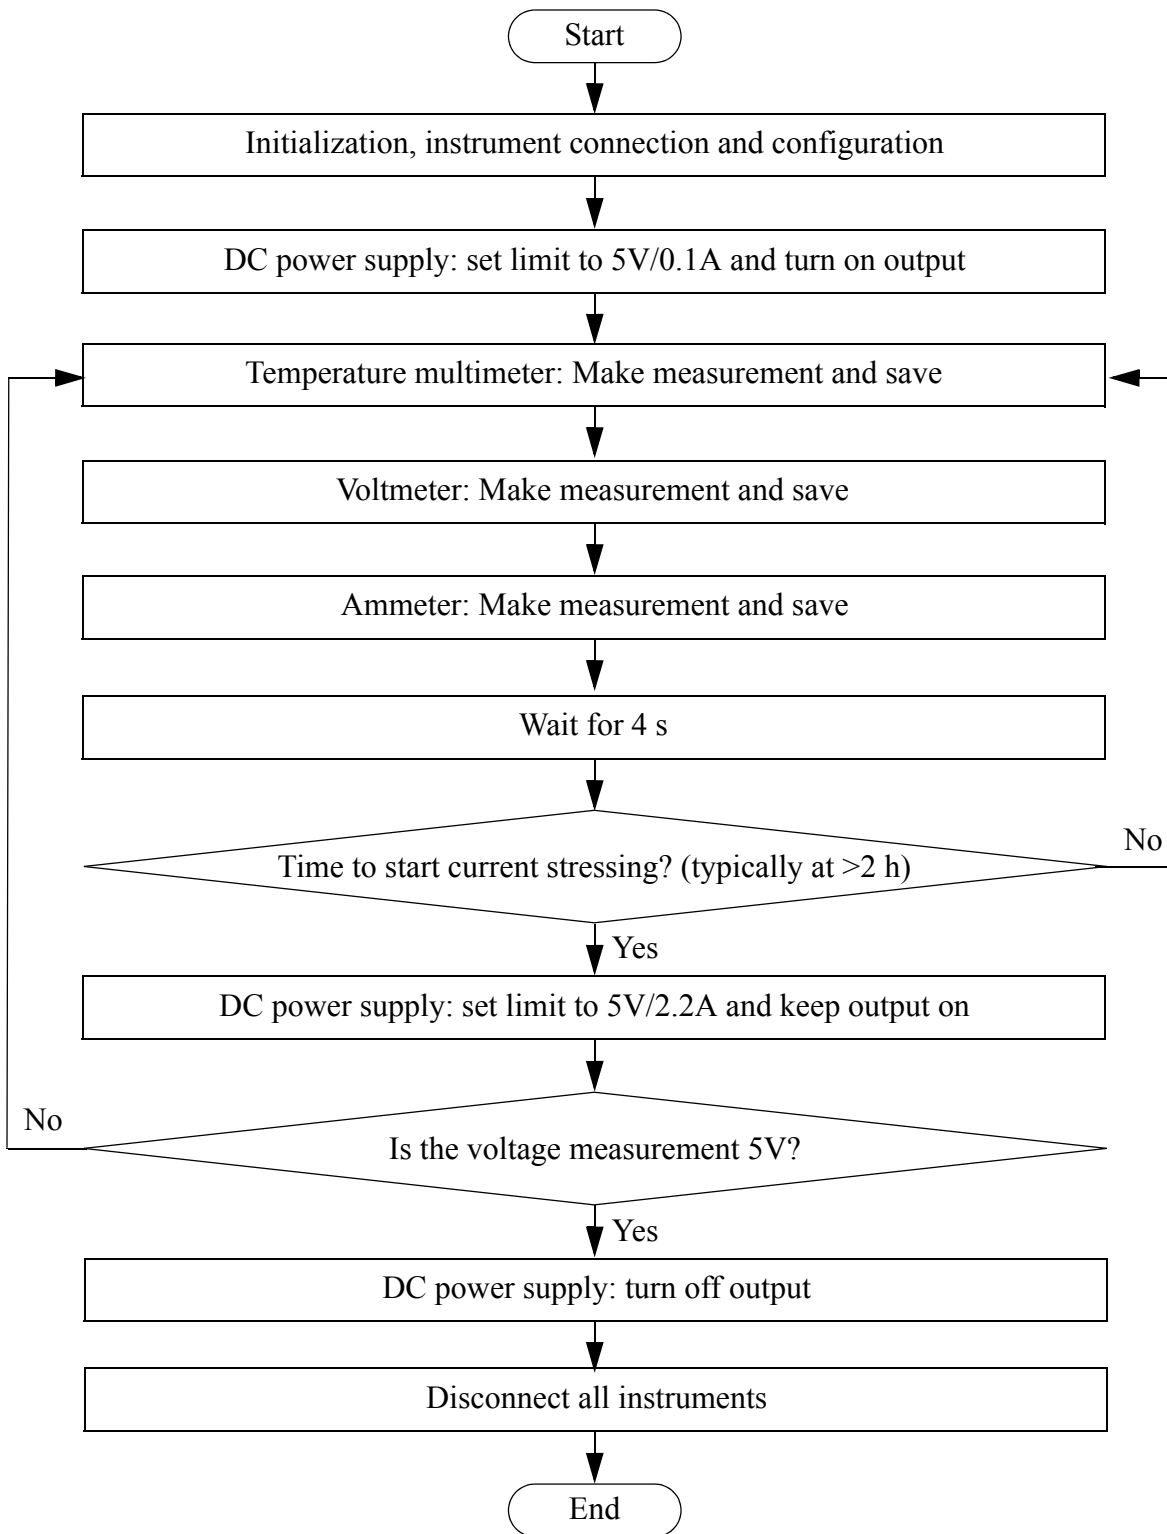 Start
Initialization, instrument connection and configuration
DC power supply: set limit to 5V/0.1A and turn on output
Temperature multimeter: Make measurement and save
Voltmeter: Make measurement and save
Ammeter: Make measurement and save
Wait for 4 s
Time to start current stressing? (typically at >2 h)
No
Yes
DC power supply: set limit to 5V/2.2A and keep output on
No
Is the voltage measurement 5V?
Yes
DC power supply: turn off output
Disconnect all instruments
End